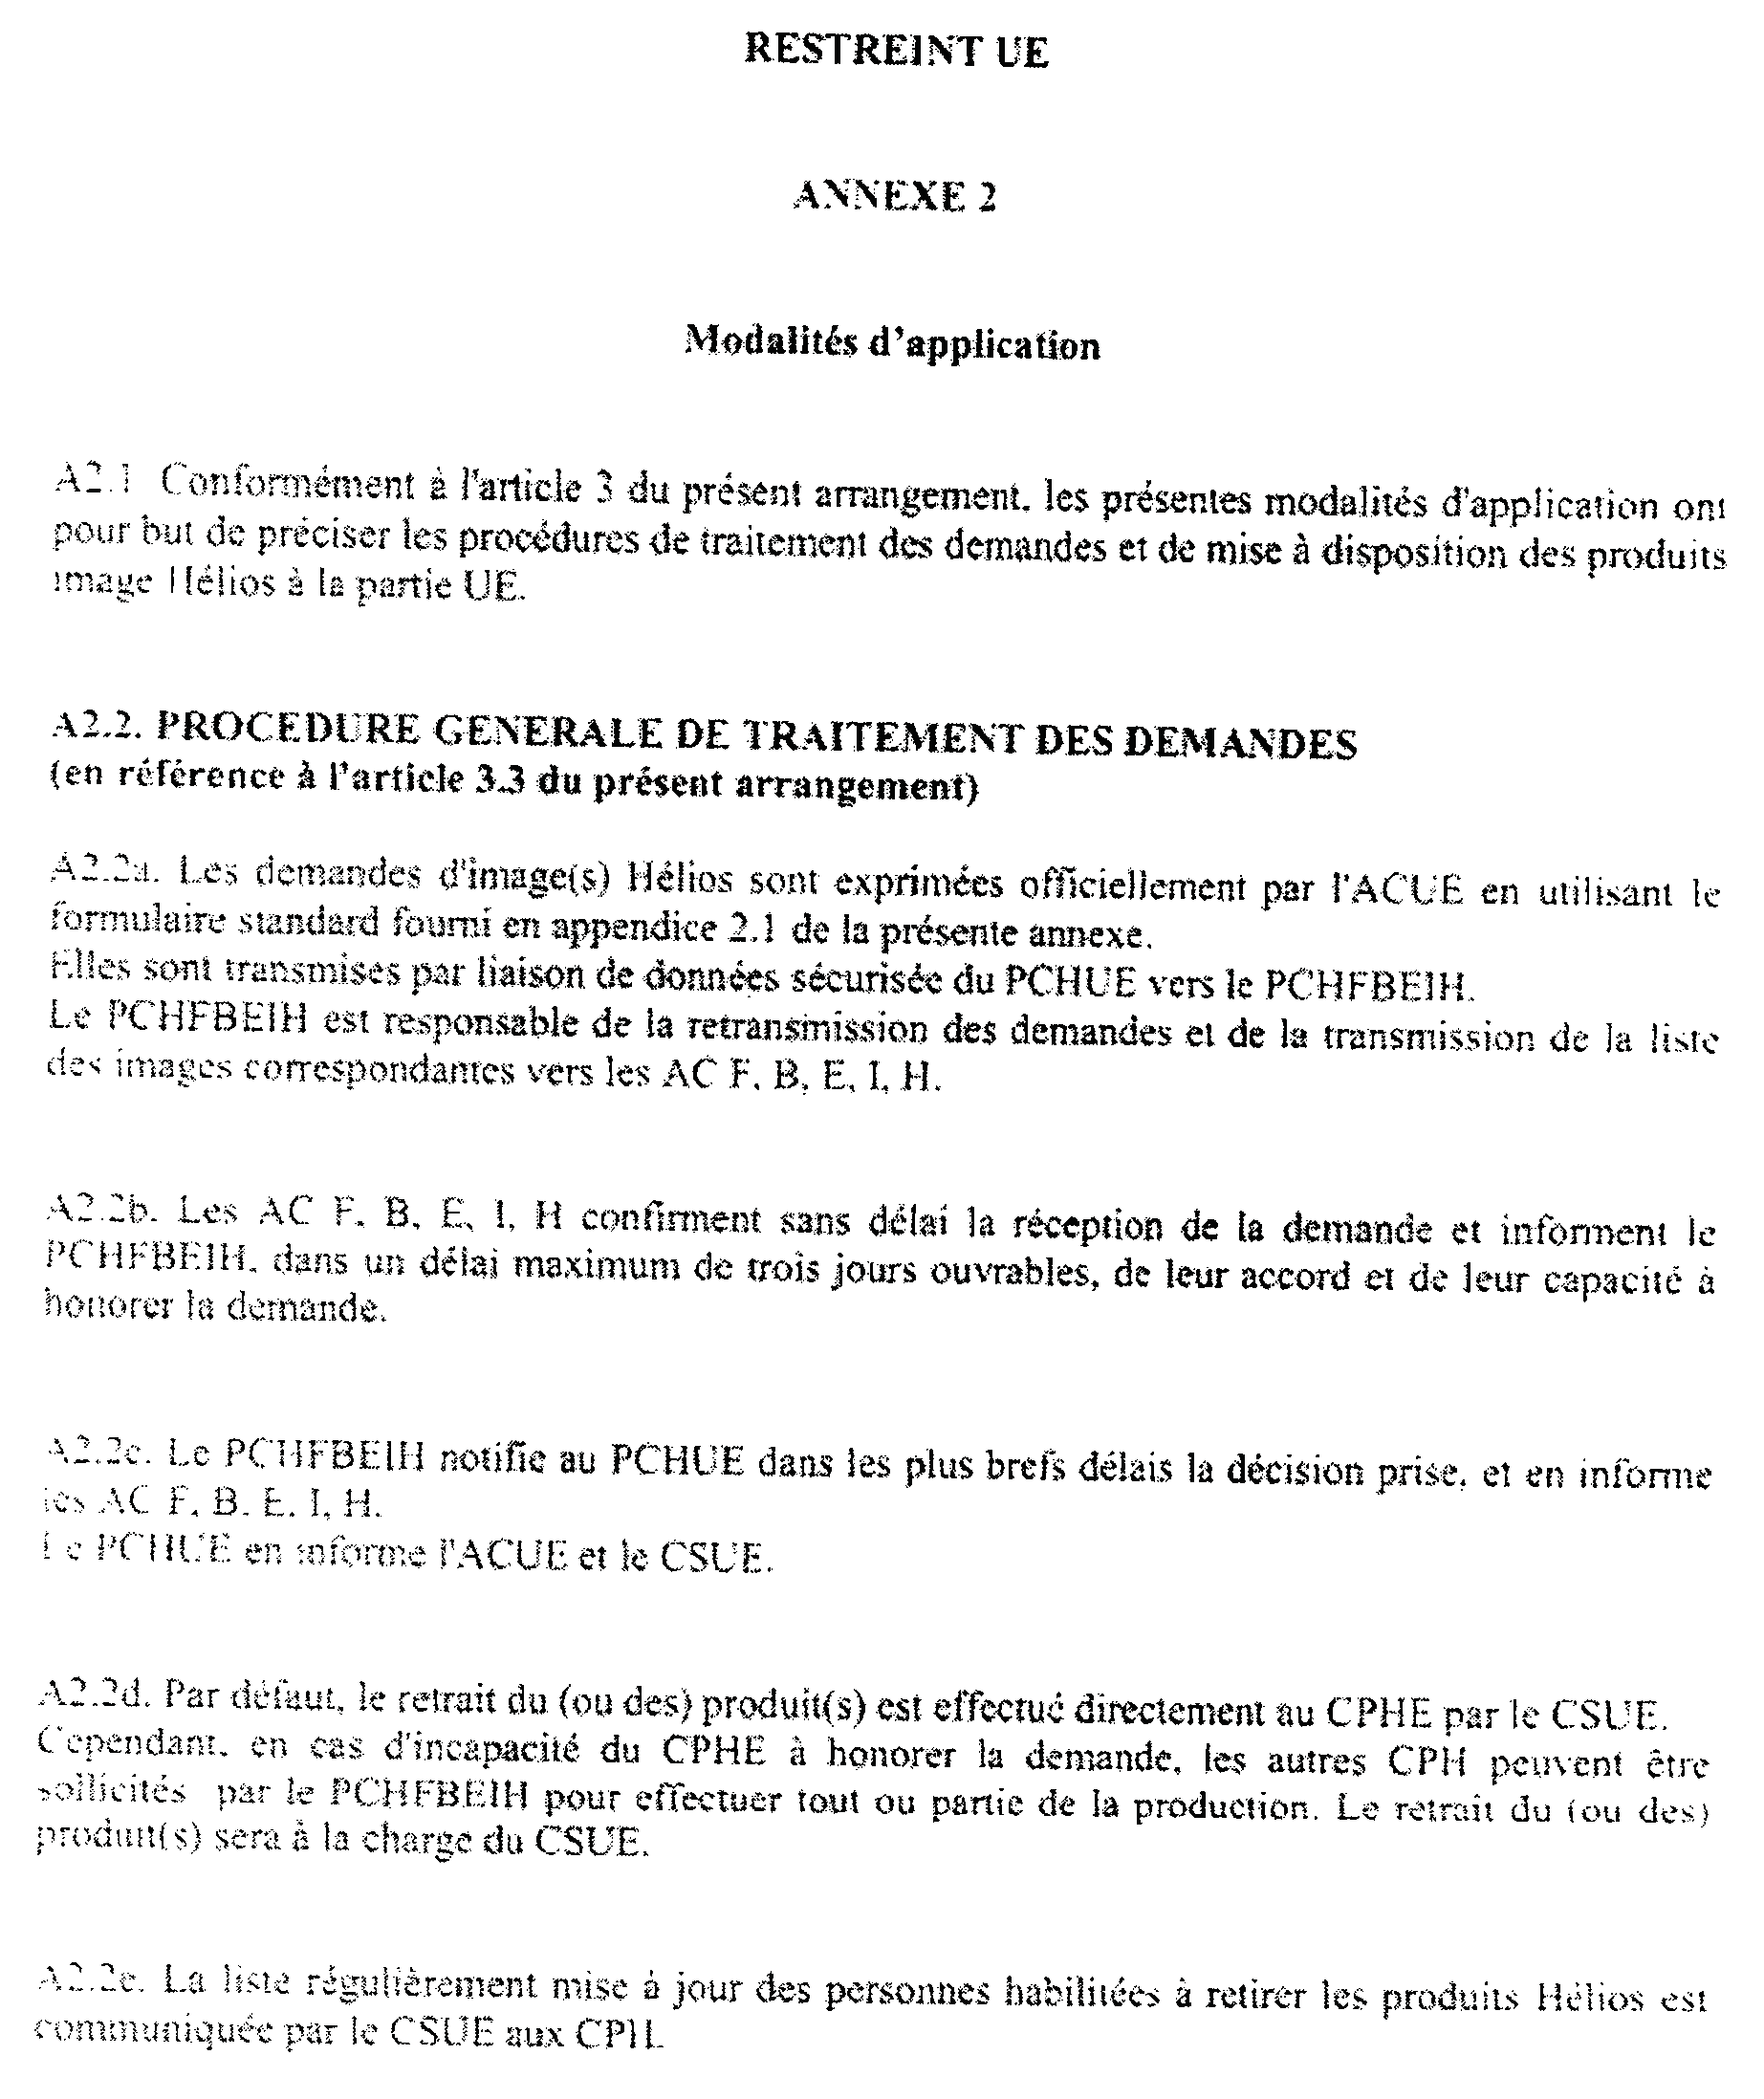 RESTREINT UE
ANNEXE 2
Modalités d'application
A2.1 Conformément à l'article 3 du présent arrangement, les présentes modalités d'application ont
pour but de préciser les procédures de traitement des demandes et de mise à disposition des produits
image Hélios à la partie UE.
A2.2. PROCEDURE GENERALE DE TRAITEMENT DES DEMANDES
(en référence à l'article 3.3 du présent arrangement)
A2.2a. Les demandes d'image(s) Hélios sont exprimées officiellement par l'ACUE en utilisant le
formulaire standard fourni en appendice 2.1 de la présente annexe.
Elles sont transmises par liaison de données sécurisée du PCHUE vers le PCHFBEIH.
Le PCHFBEIH est responsable de la retransmission des demandes et de la transmission de la liste
des images correspondantes vers les AC F, B, E, I, H.
A2.2b. Les AC F, B, E, I, H confirment sans délai la réception de la demande et informent le
PCHFBEIH, dans un délai maximum de trois jours ouvrables, de leur accord et de leur capacité à
honorer la demande.
A2.2c. Le PCHFBEIH notifie au PCHUE dans les plus brefs délais la décision prise, et en informe
les AC F, B, E, I, H.
Le PCHUE en informe l'ACUE et le CSUE.
A2.2d. Par défaut, le retrait du (ou des) produit(s) est effectué directement au CPHE par le CSUE.
Cependant, en cas d'incapacité du CPHE à honorer la demande, les autres CPH peuvent être
sollicités par le PCHFBEIH pour effectuer tout ou partie de la production. Le retrait du (ou des)
produit(s) sera à la charge du CSUE.
A2.2e. La liste régulièrement mise à jour des personnes habilitées à retirer les produits Hélios est
communiquée par le CSUE aux CPH.